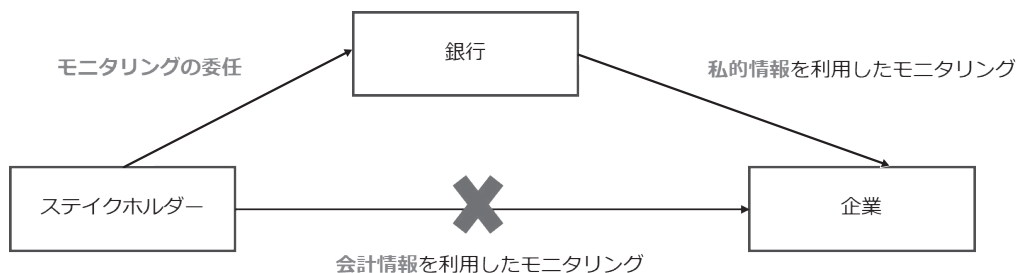 銀行
モニタリングの委任
私的情報を利用したモニタリング
ステイクホルダー
企業
会計情報を利用したモニタリング